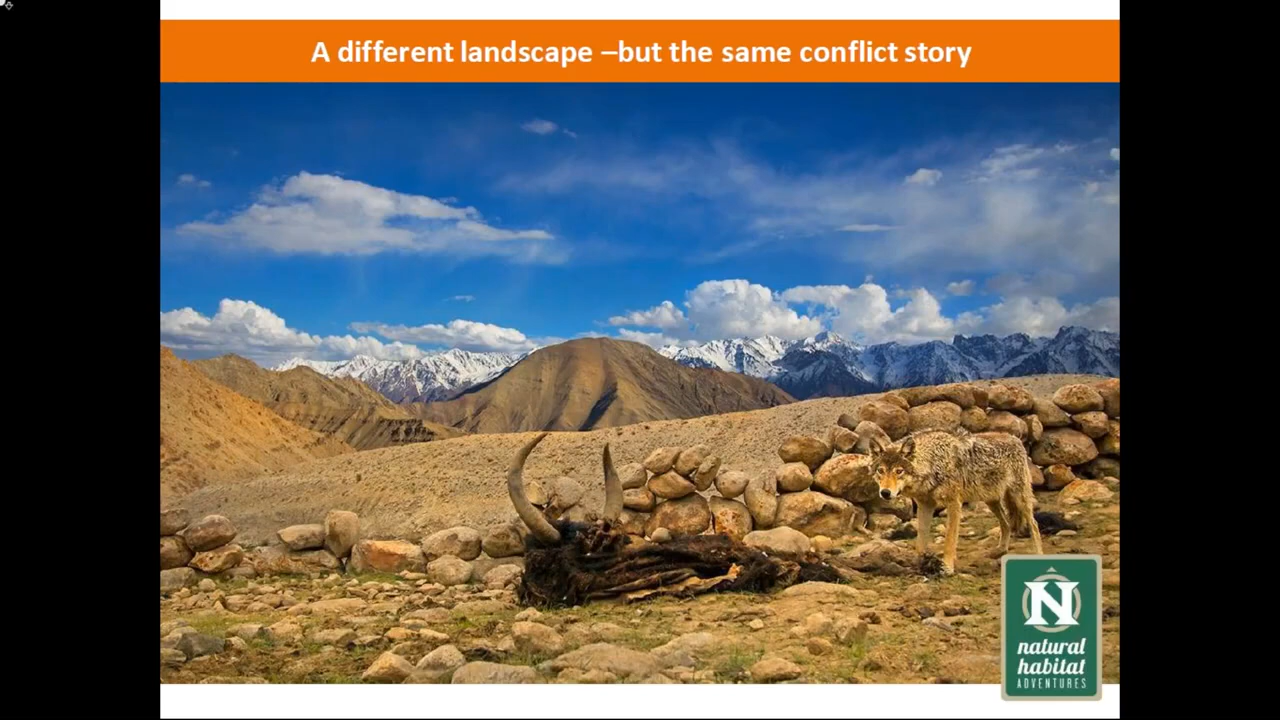 A different landscape –but the same conflict story
N
natural
habitat
ADVENTURES